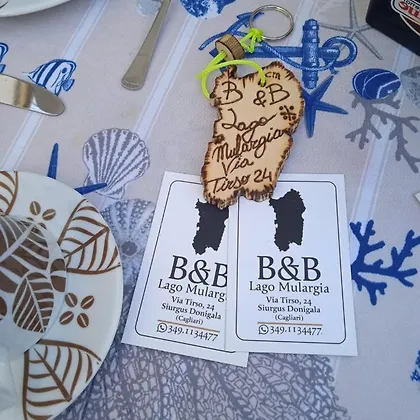 B & B
Lago
Mulargia
Via
Tirso 24
B&B
Lago Mulargia
Via Tirso, 24
Siurgus Donigala
(Cagliari)
349.1134477
B&B
Lago Mulargia
Via Tirso, 24
Siurgus Donigala
(Cagliari)
349.1134477